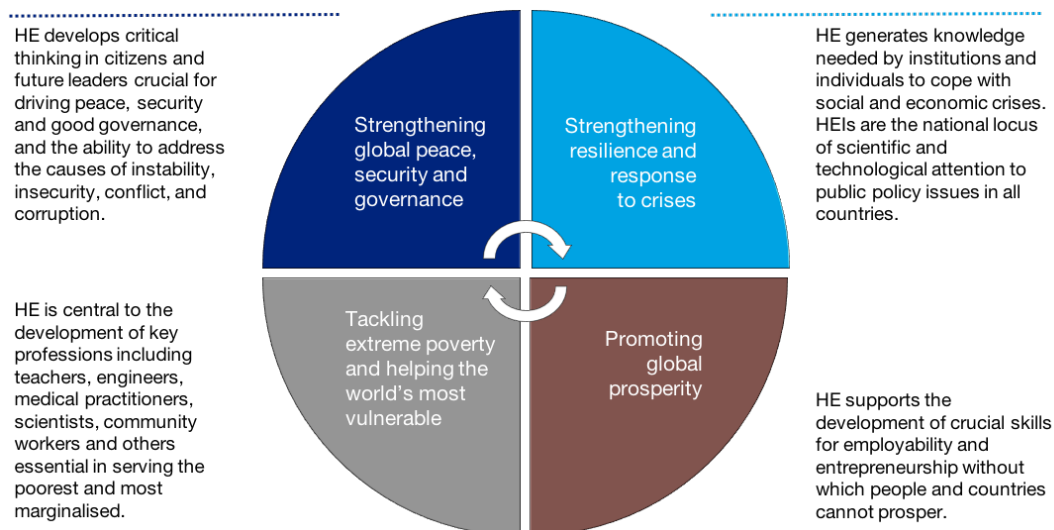 HE develops critical
thinking in citizens and
future leaders crucial for
driving peace, security
and good governance,
and the ability to address
the causes of instability,
insecurity, conflict, and
corruption.
Strengthening
global peace,
security and
governance
Strengthening
resilience and
response
to crises
HE generates knowledge
needed by institutions and
individuals to cope with
social and economic crises.
HEIs are the national locus
of scientific and
technological attention to
public policy issues in all
countries.
HE is central to the
development of key
professions including
teachers, engineers,
medical practitioners,
scientists, community
workers and others
essential in serving the
poorest and most
marginalised.
Tackling
extreme poverty
and helping the
world's most
vulnerable
Promoting
global
prosperity
HE supports the
development of crucial skills
for employability and
entrepreneurship without
which people and countries
cannot prosper.